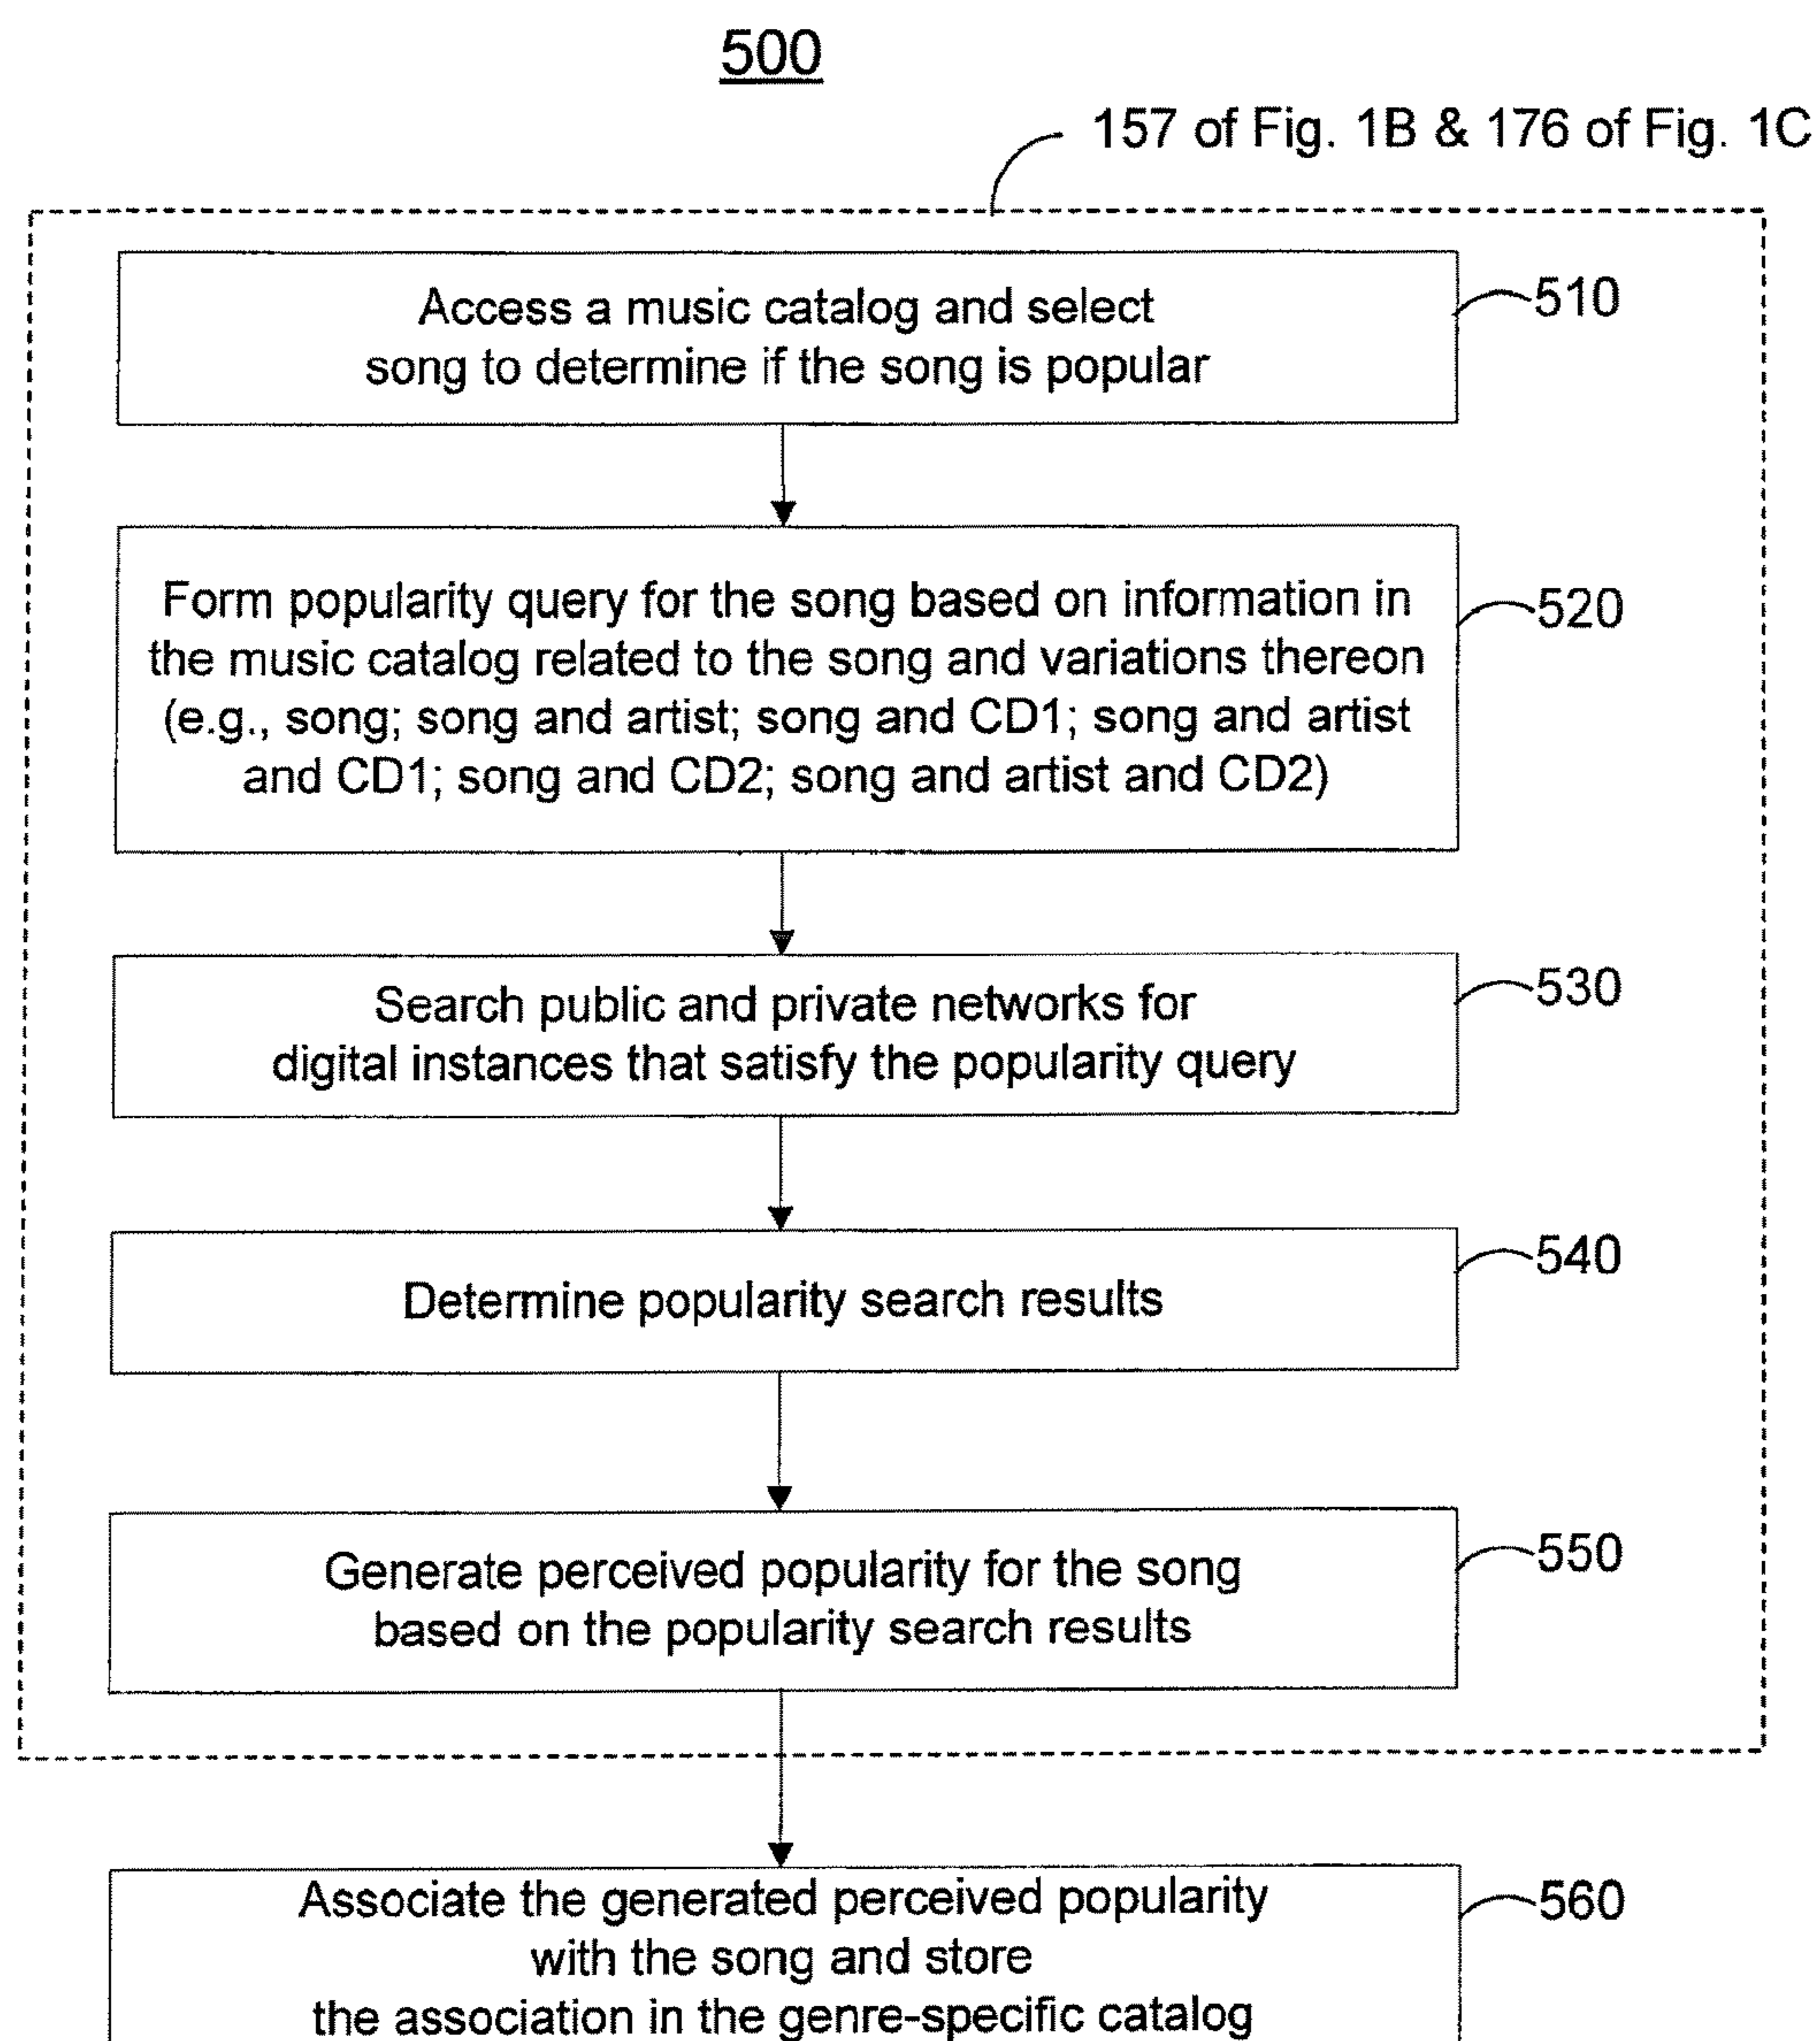 500
157 of Fig. 1B & 176 of Fig. 1C
Access a music catalog and select
song to determine if the song is popular
510
Form popularity query for the song based on information in
the music catalog related to the song and variations thereon
(e.g., song; song and artist; song and CD1; song and artist
and CD1; song and CD2; song and artist and CD2)
520
Search public and private networks for
digital instances that satisfy the popularity query
530
Determine popularity search results
540
Generate perceived popularity for the song
based on the popularity search results
550
Associate the generated perceived popularity
with the song and store
the association in the genre-specific catalog
560